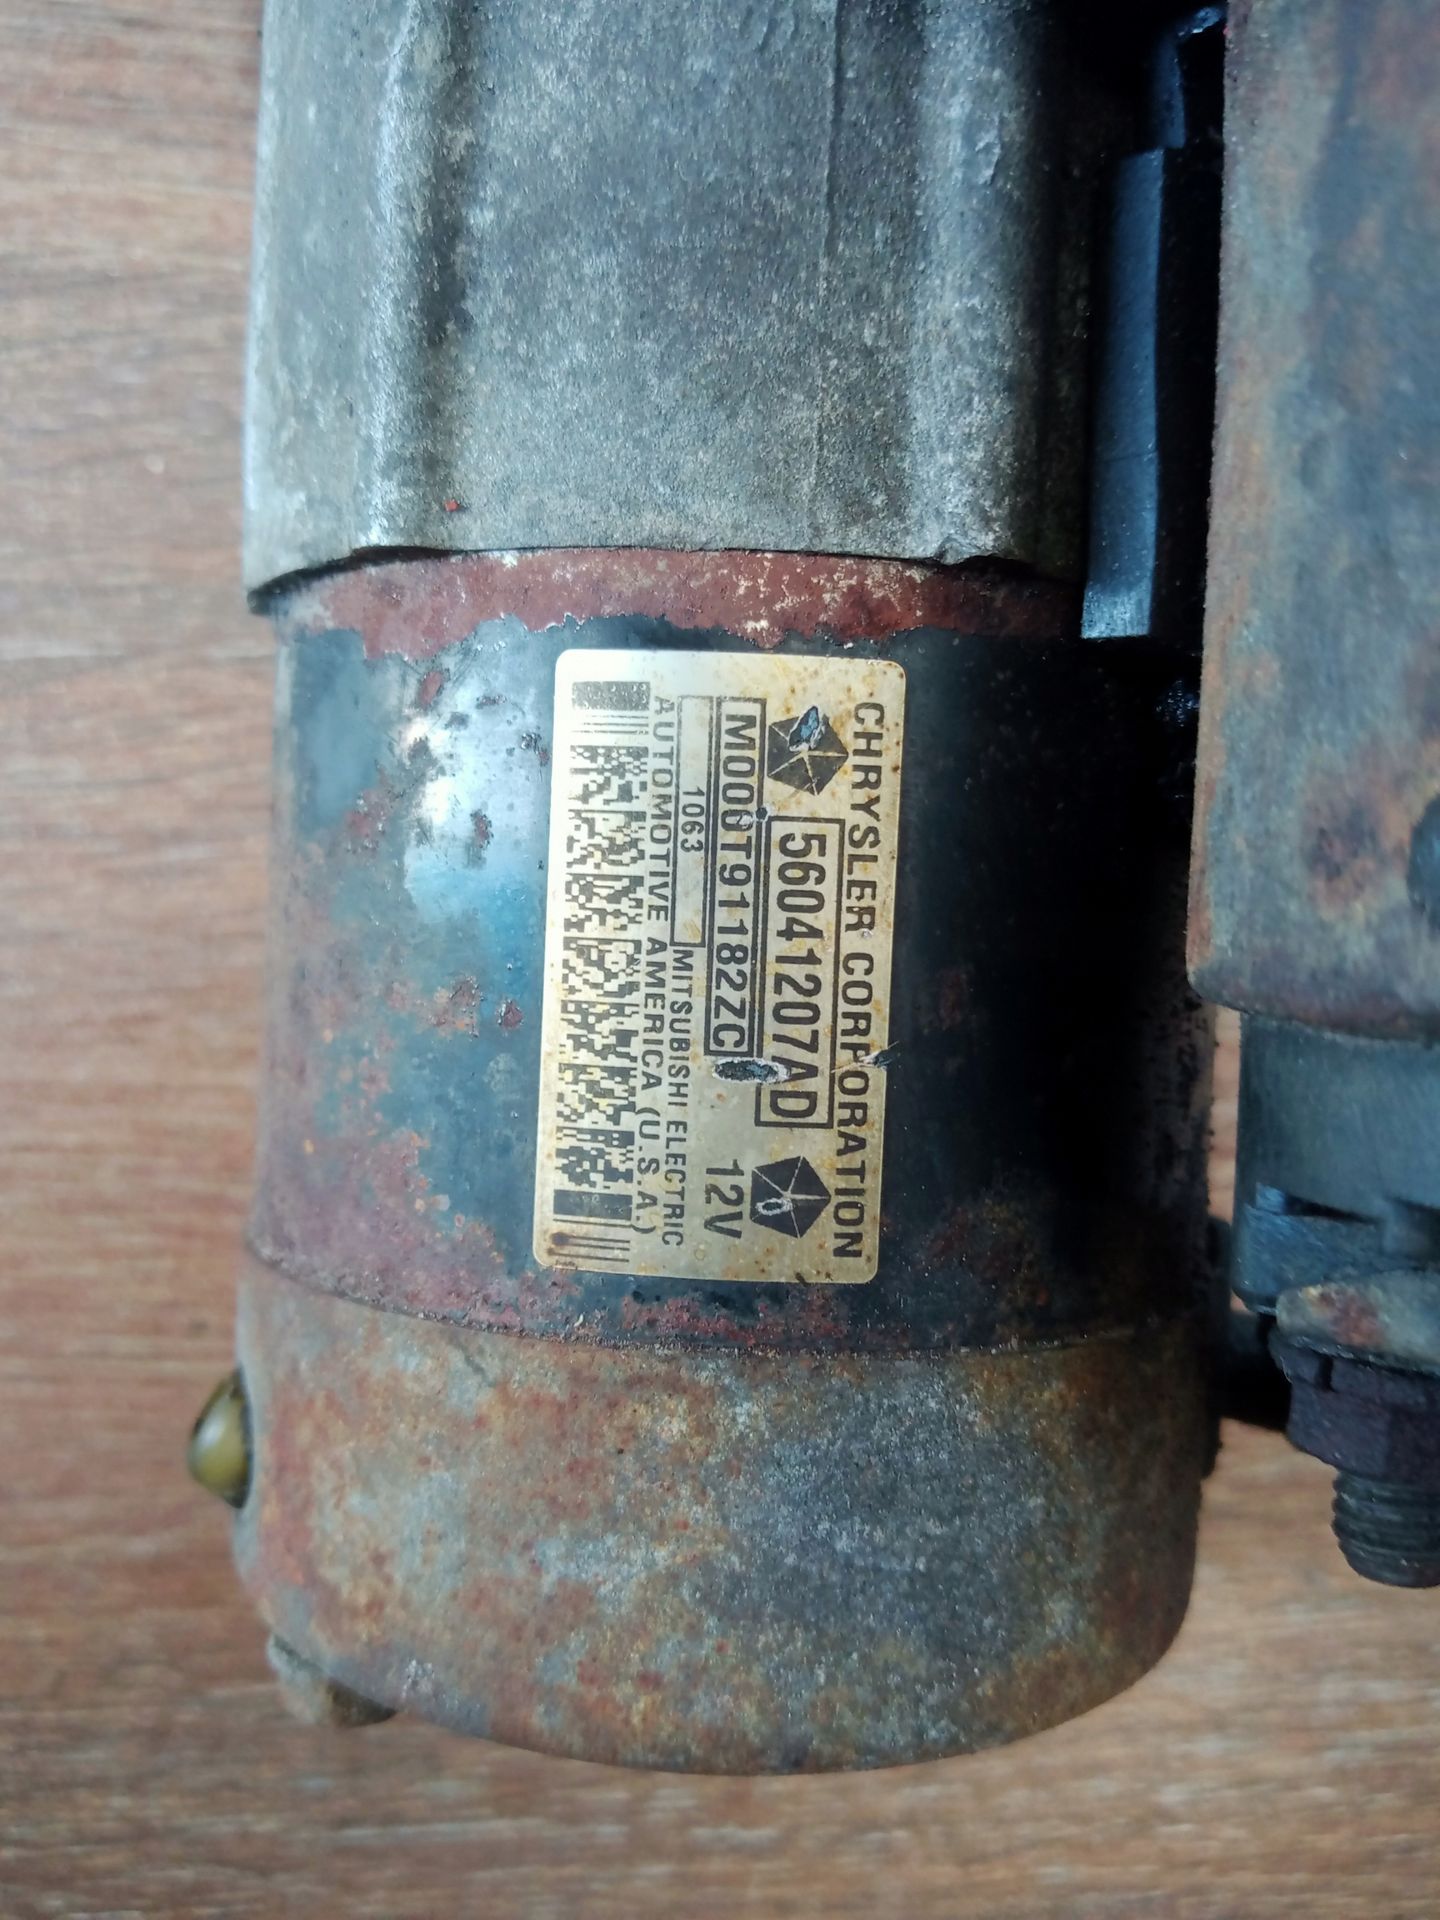 CHRYSLER CORPORATION
56041207AD
M000T91182ZC 12V
1063 MITSUBISHI ELECTRIC
AUTOMOTIVE AMERICA (U.S.A.)